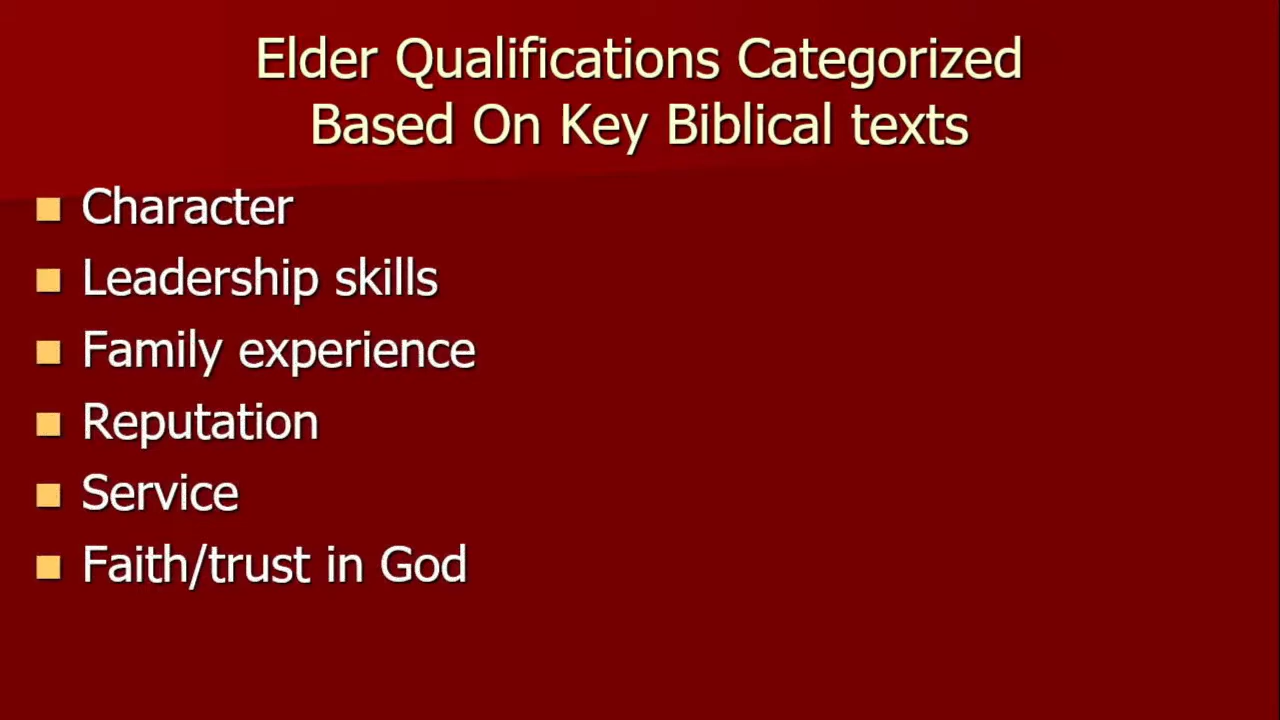 Elder Qualifications Categorized
Based On Key Biblical texts
Character
Leadership skills
Family experience
Reputation
Service
Faith/trust in God